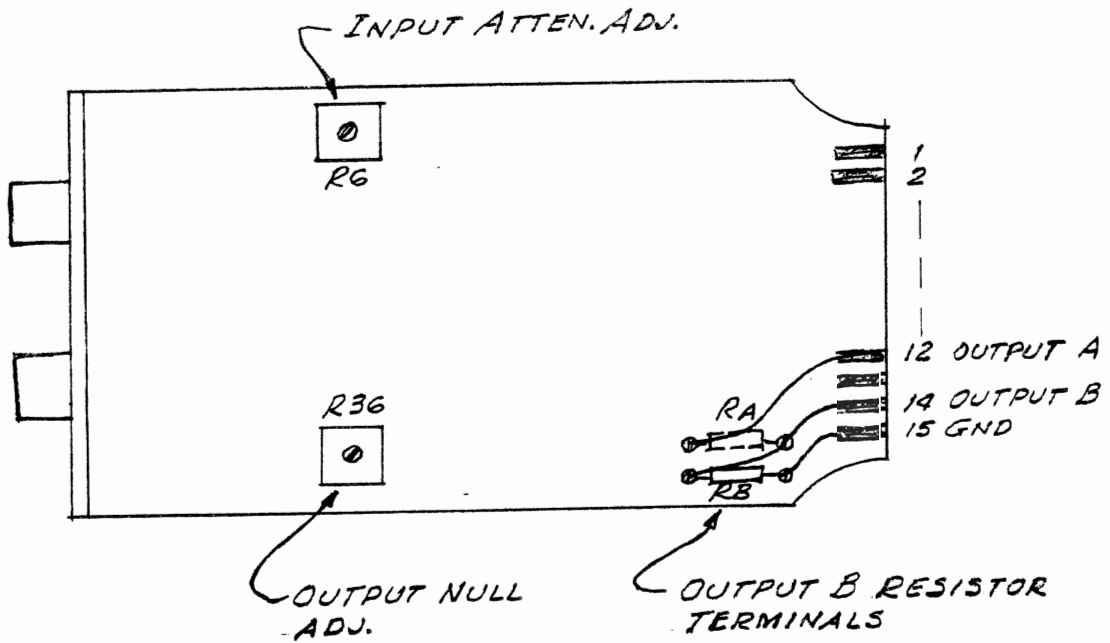 INPUT ATTEN. ADJ.
R6
1
2
12 OUTPUT A
R36
RA
14 OUTPUT B
15 GND
RB
OUTPUT NULL
ADJ.
OUTPUT B RESISTOR
TERMINALS